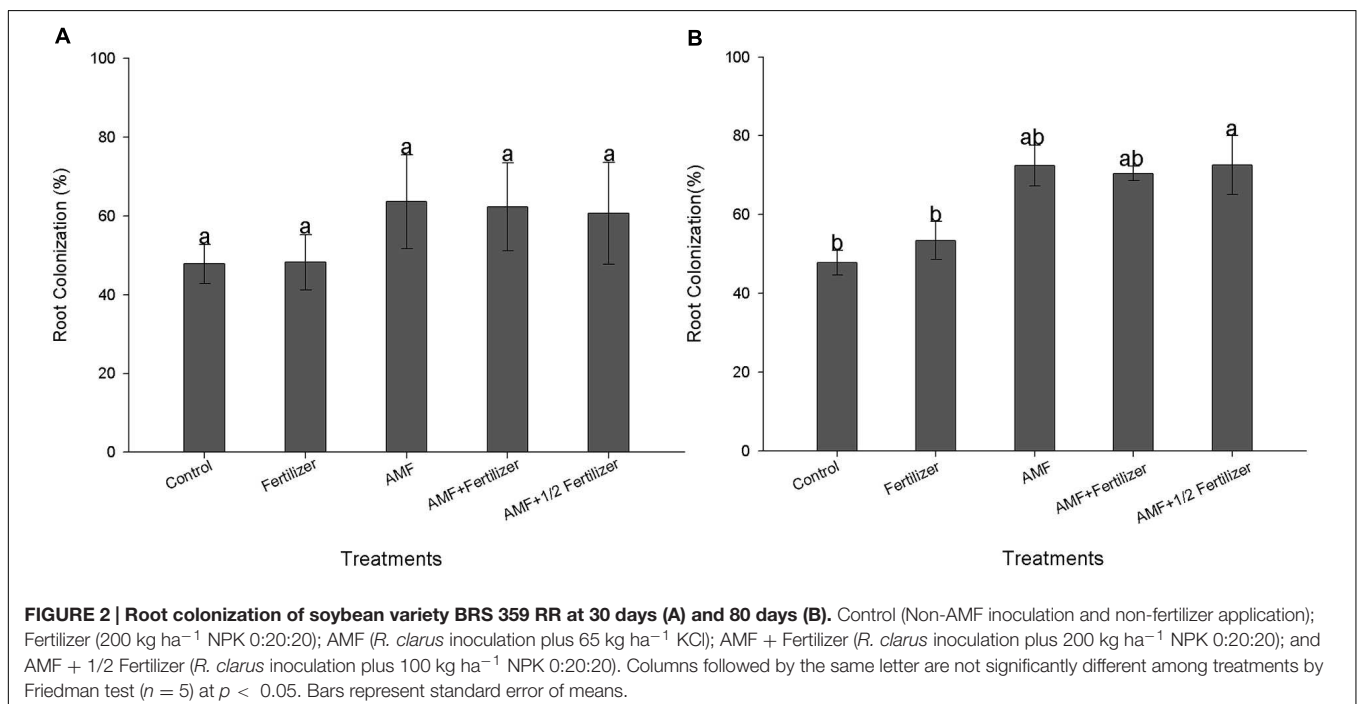 A
100
80
60
40
20
0
Root Colonization (%)
a
a
a
a
a
Control
Fertilizer
AMF
AMF+Fertilizer
AMF+1/2 Fertilizer
Treatments
B
100
80
60
40
20
0
Root Colonization(%)
b
b
ab
ab
a
Control
Fertilizer
AMF
AMF+Fertilizer
AMF+1/2 Fertilizer
Treatments
FIGURE 2 | Root colonization of soybean variety BRS 359 RR at 30 days (A) and 80 days (B). Control (Non-AMF inoculation and non-fertilizer application);
Fertilizer (200 kg ha−1 NPK 0:20:20); AMF (R. clarus inoculation plus 65 kg ha−1 KCl); AMF + Fertilizer (R. clarus inoculation plus 200 kg ha−1 NPK 0:20:20); and
AMF + 1/2 Fertilizer (R. clarus inoculation plus 100 kg ha−1 NPK 0:20:20). Columns followed by the same letter are not significantly different among treatments by
Friedman test (n = 5) at p < 0.05. Bars represent standard error of means.